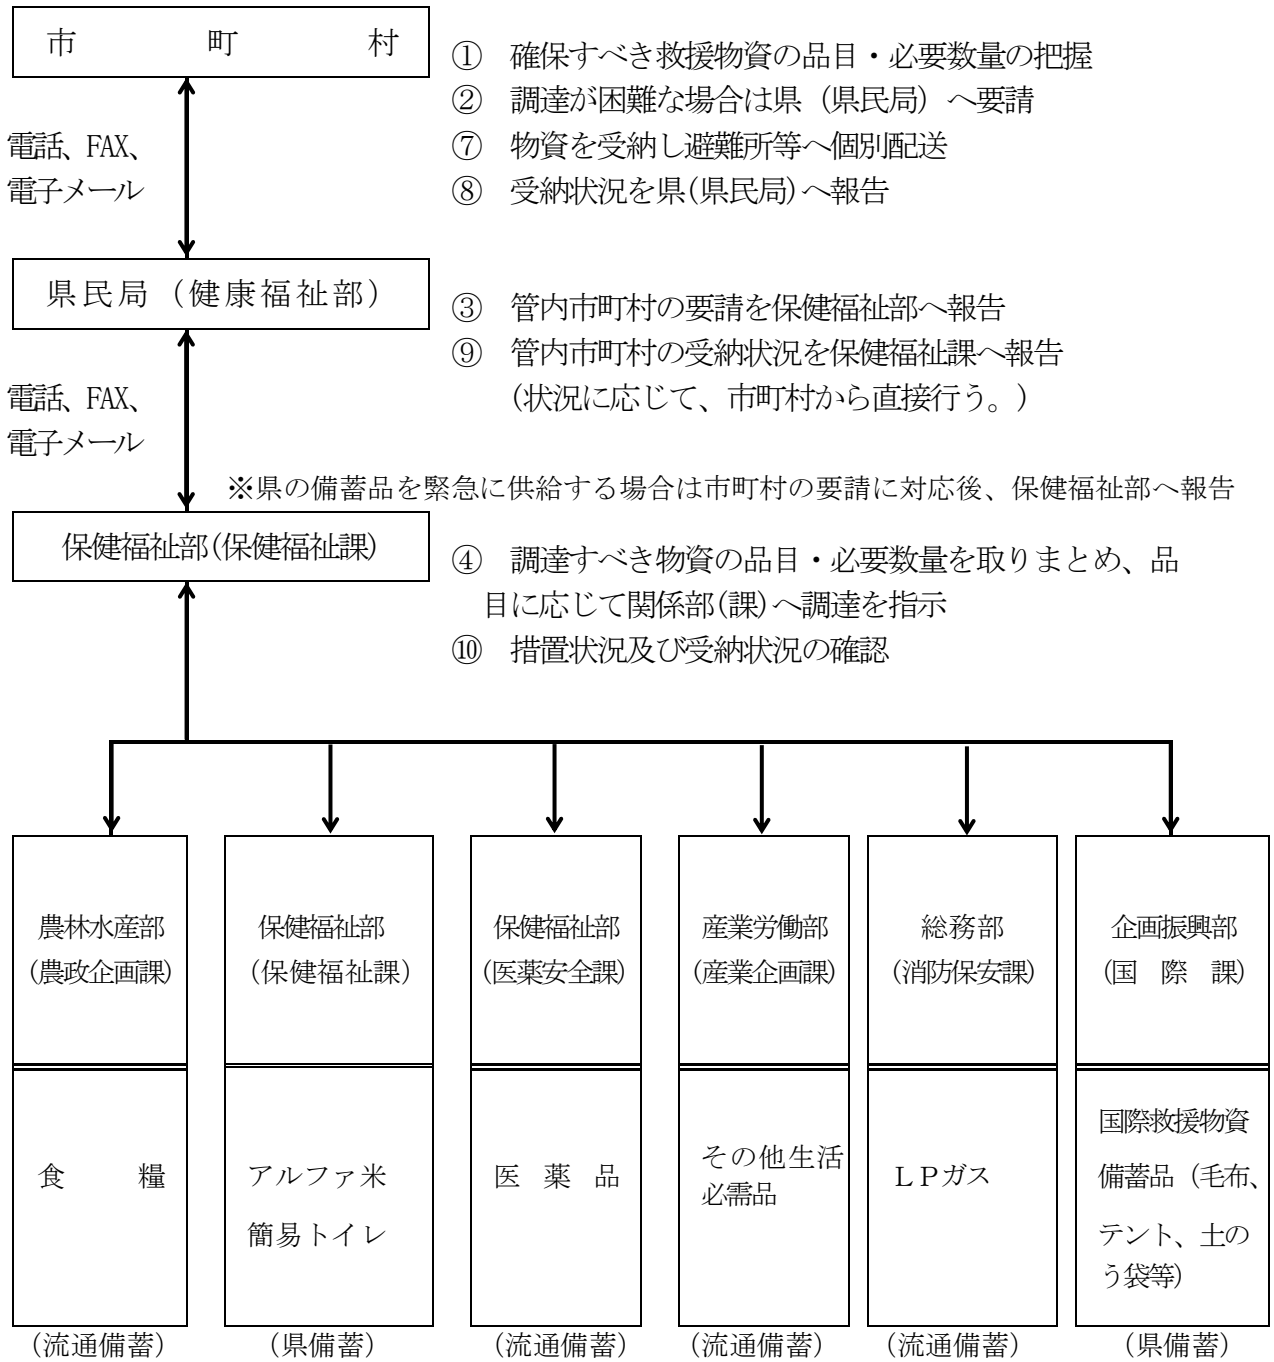 市町村
① 確保すべき救援物資の品目・必要数量の把握
② 調達が困難な場合は県（県民局）へ要請
⑦ 物資を受納し避難所等へ個別配送
⑧ 受納状況を県(県民局)へ報告
電話、FAX、
電子メール
県民局（健康福祉部）
③ 管内市町村の要請を保健福祉部へ報告
⑨ 管内市町村の受納状況を保健福祉課へ報告
(状況に応じて、市町村から直接行う。)
電話、FAX、
電子メール
※県の備蓄品を緊急に供給する場合は市町村の要請に対応後、保健福祉部へ報告
保健福祉部(保健福祉課)
④ 調達すべき物資の品目・必要数量を取りまとめ、品
目に応じて関係部(課)へ調達を指示
⑩ 措置状況及び受納状況の確認
農林水産部
(農政企画課)
食糧
(流通備蓄)
保健福祉部
(保健福祉課)
アルファ米
簡易トイレ
(県備蓄)
保健福祉部
(医薬安全課)
医薬品
(流通備蓄)
産業労働部
(産業企画課)
その他生活
必需品
(流通備蓄)
総務部
(消防保安課)
ＬＰガス
(流通備蓄)
企画振興部
(国際課)
国際救援物資
備蓄品（毛布、
テント、土の
う袋等）
(県備蓄)